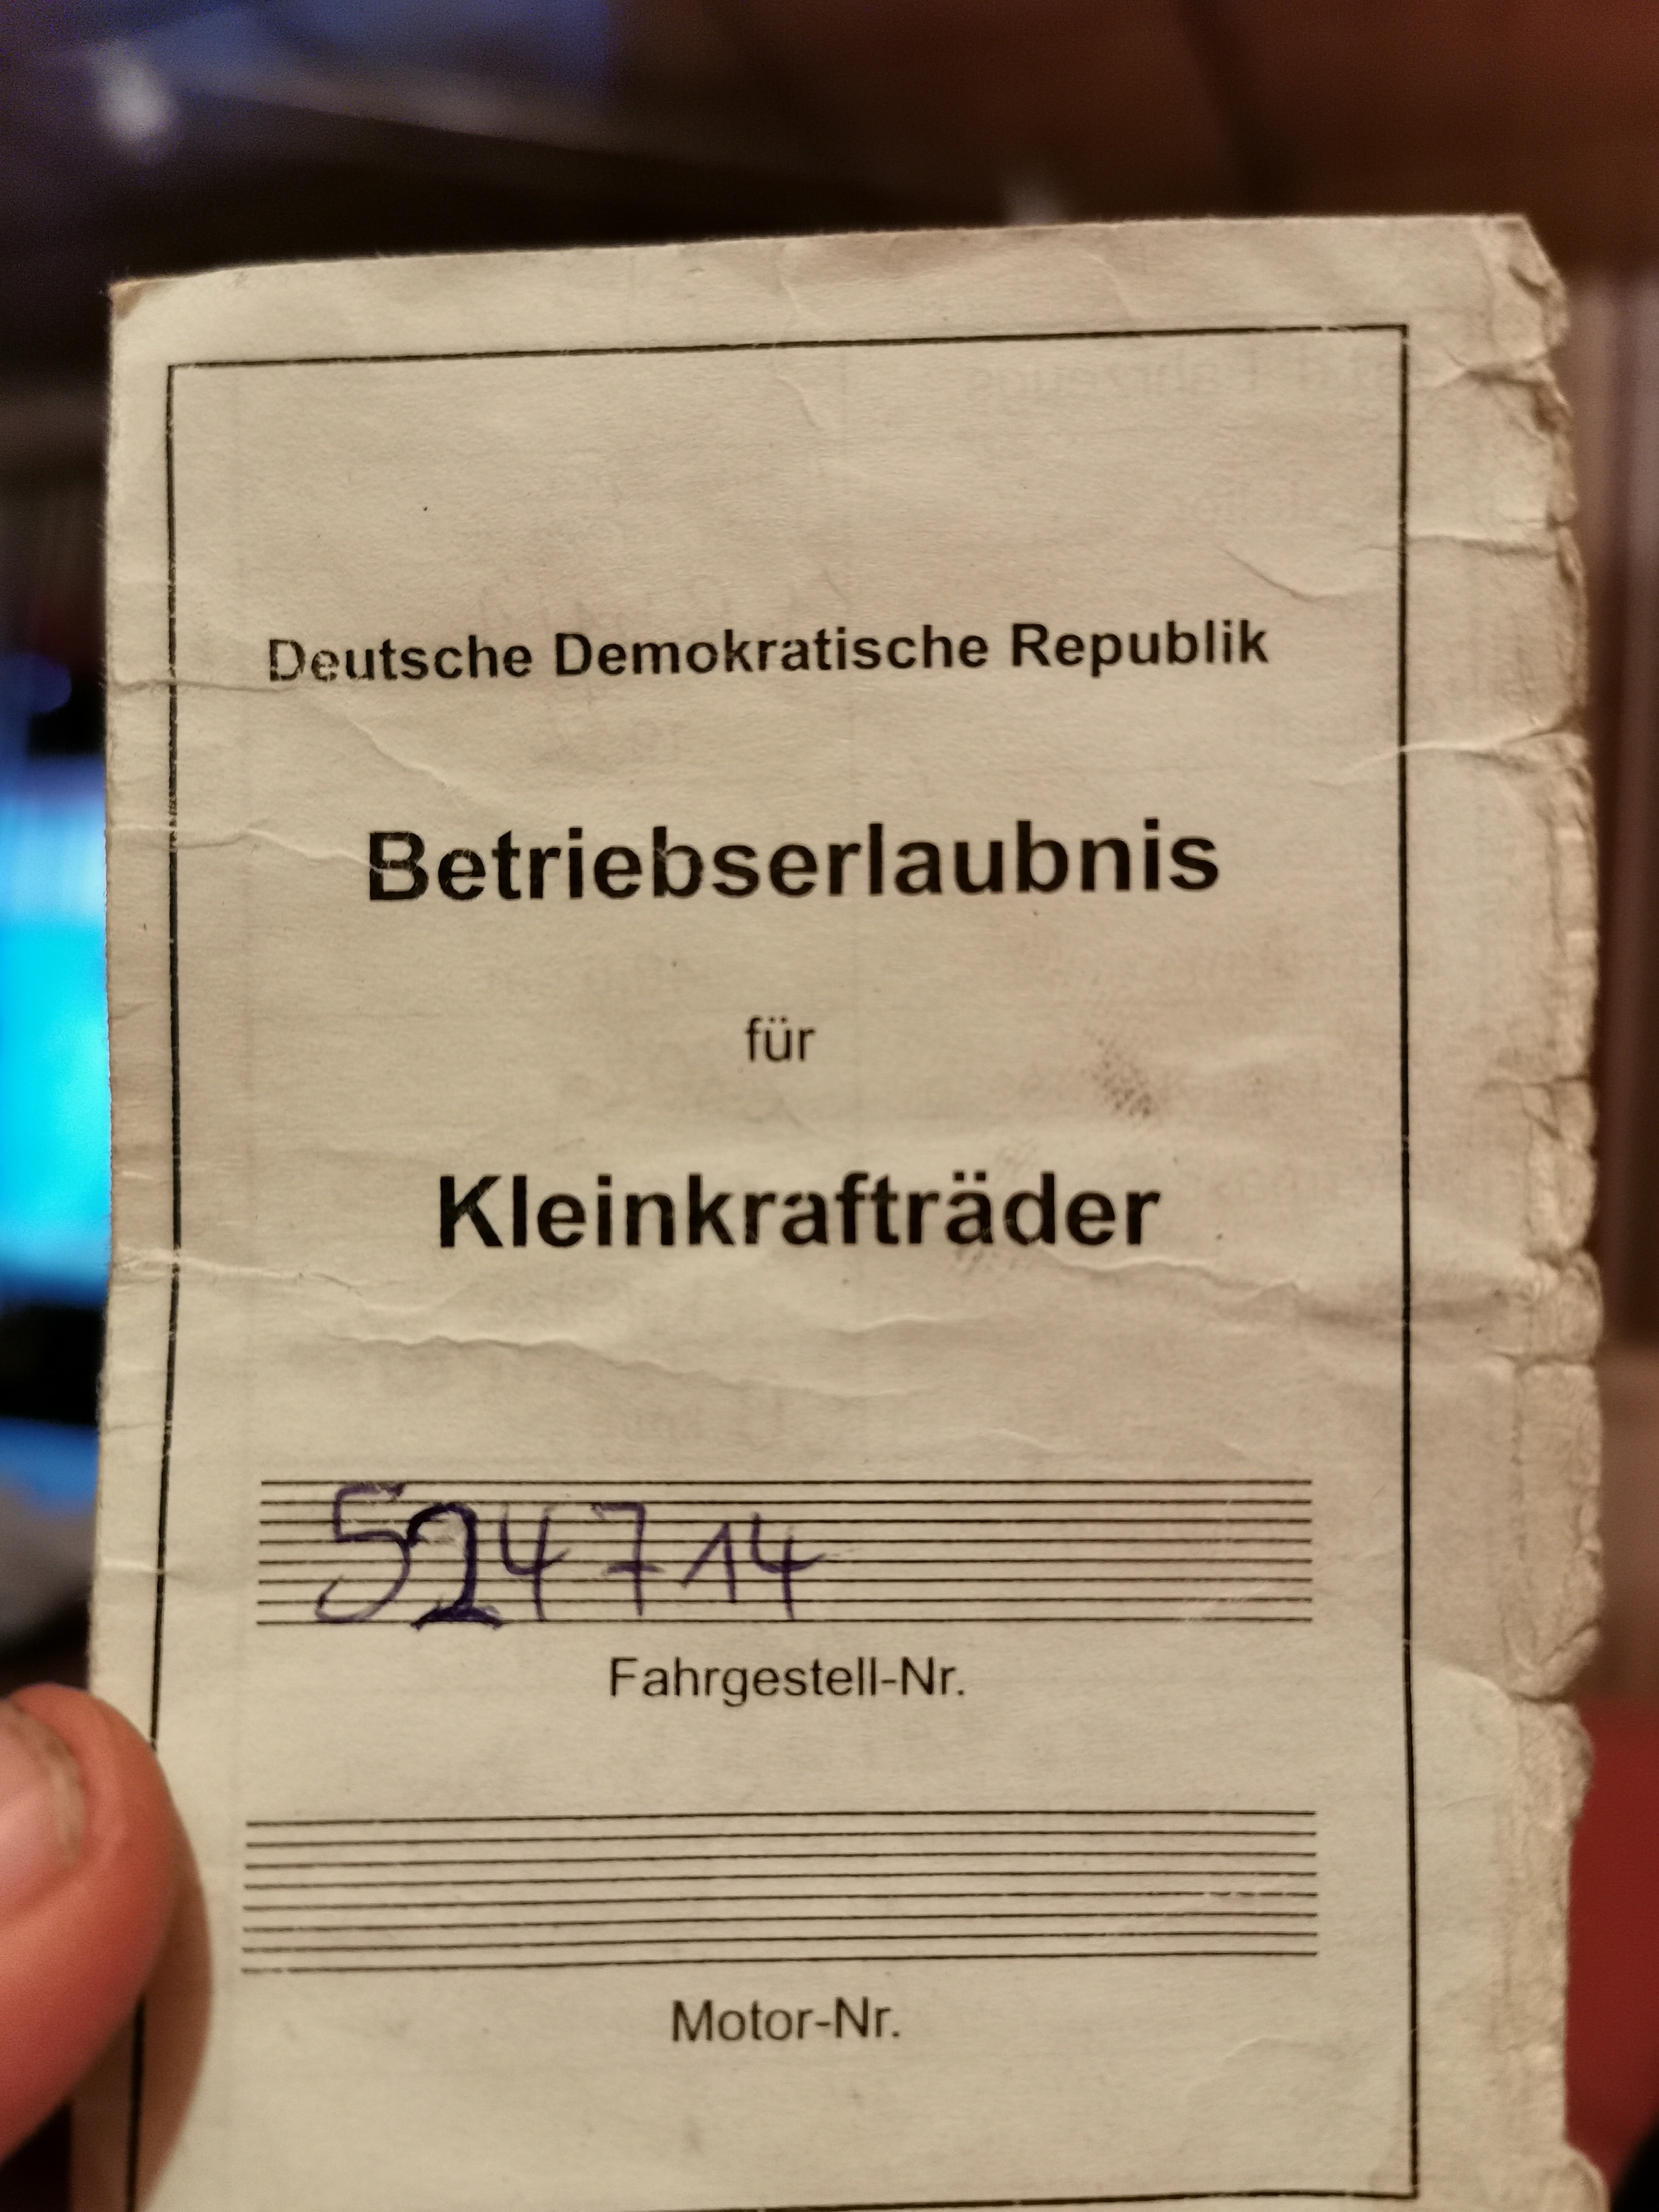 Deutsche Demokratische Republik
Betriebserlaubnis
für
Kleinkrafträder
524714
Fahrgestell-Nr.
Motor-Nr.